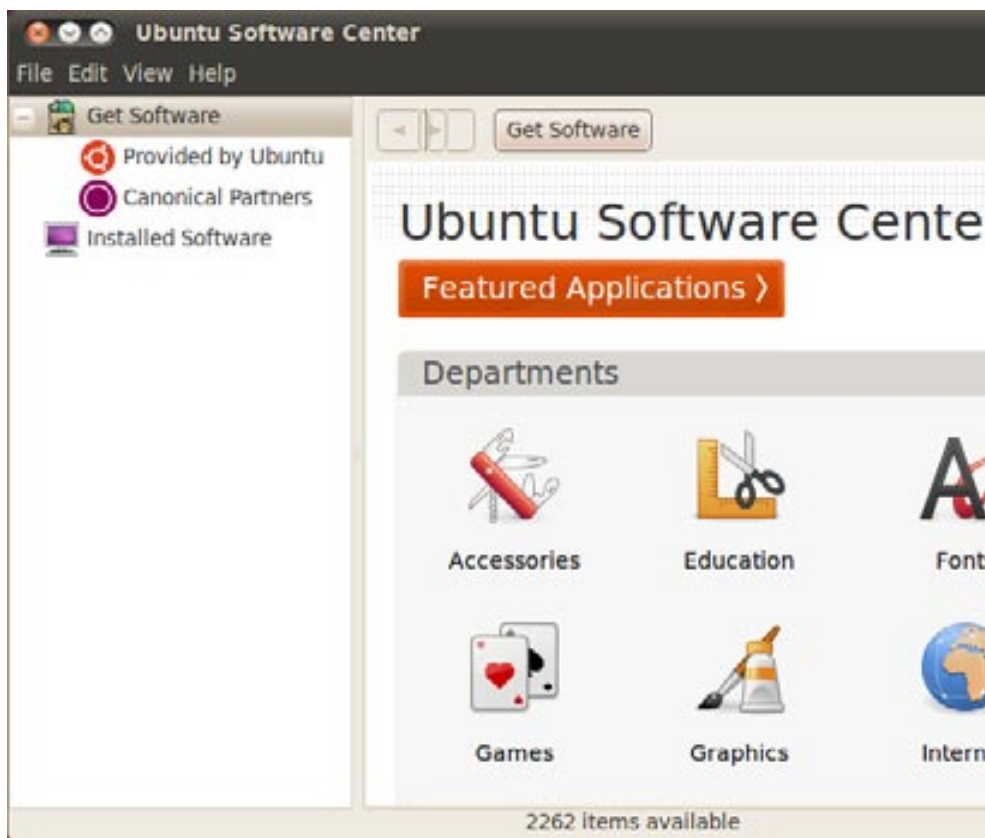 Ubuntu Software Center
File Edit View Help
Get Software
Provided by Ubuntu
Canonical Partners
Installed Software
Get Software
Ubuntu Software Cente
Featured Applications 〉
Departments
Accessories Education Font
Games Graphics Intern
2262 items available